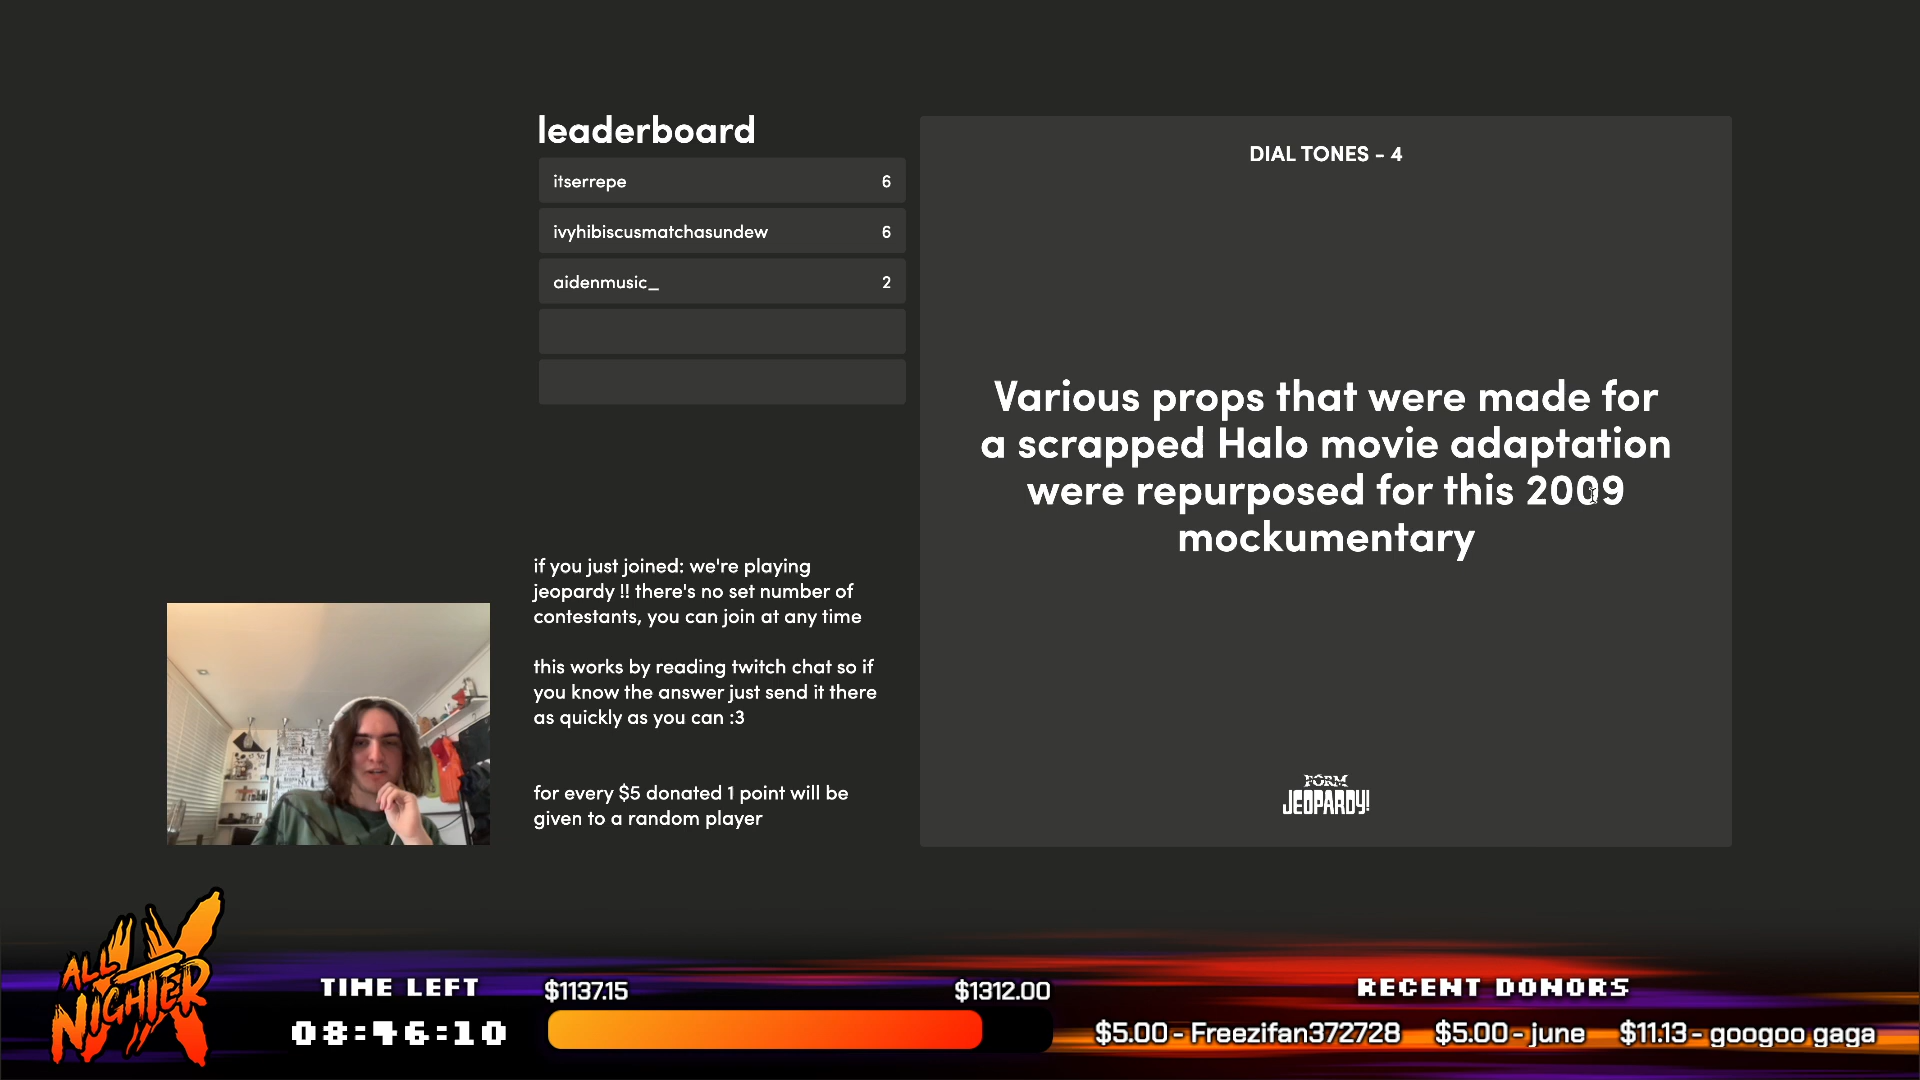 leaderboard
itserrepe 6
ivyhibiscusmatchasundew 6
aidenmusic_ 2
if you just joined: we're playing
jeopardy !! there's no set number of
contestants, you can join at any time
this works by reading twitch chat so if
you know the answer just send it there
as quickly as you can :3
for every $5 donated 1 point will be
given to a random player
DIAL TONES - 4
Various props that were made for
a scrapped Halo movie adaptation
were repurposed for this 2009
mockumentary
FORM
JEOPARDY!
ALL
NIGHTER
TIME LEFT
08:46:10
$1137.15 $1312.00
RECENT DONORS
$5.00 - Freezifan372728 $5.00 - june $11.13 - googoo gaga